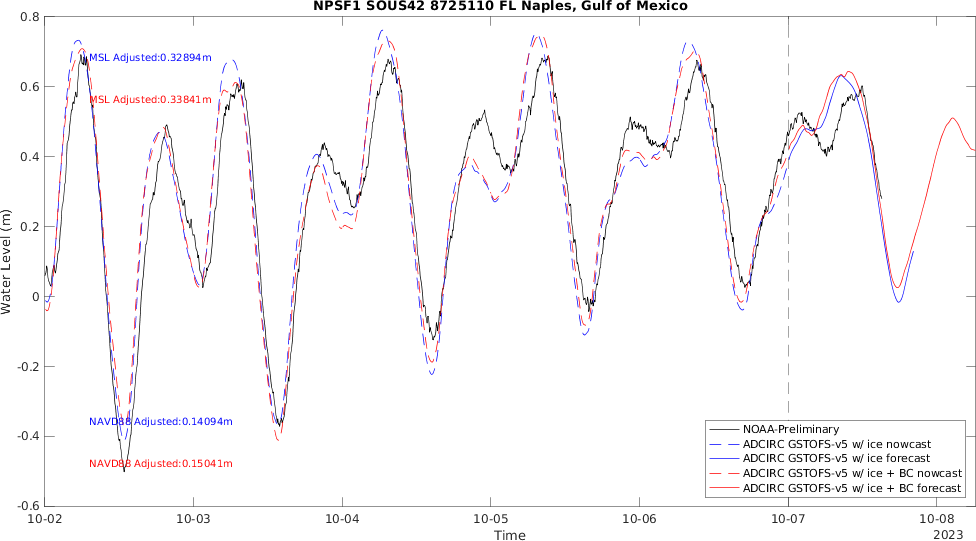 NPSF1 SOUS42 8725110 FL Naples, Gulf of Mexico
0.8
0.6
0.4
0.2
0
-0.2
-0.4
-0.6
Water Level (m)
MSL Adjusted:0.32894m
MSL Adjusted:0.33841m
NAVD88 Adjusted:0.14094m
NAVD88 Adjusted:0.15041m
NOAA-Preliminary
ADCIRC GSTOFS-v5 w/ ice nowcast
ADCIRC GSTOFS-v5 w/ ice forecast
ADCIRC GSTOFS-v5 w/ ice + BC nowcast
ADCIRC GSTOFS-v5 w/ ice + BC forecast
10-02 10-03 10-04 10-05 10-06 10-07 10-08
Time
2023